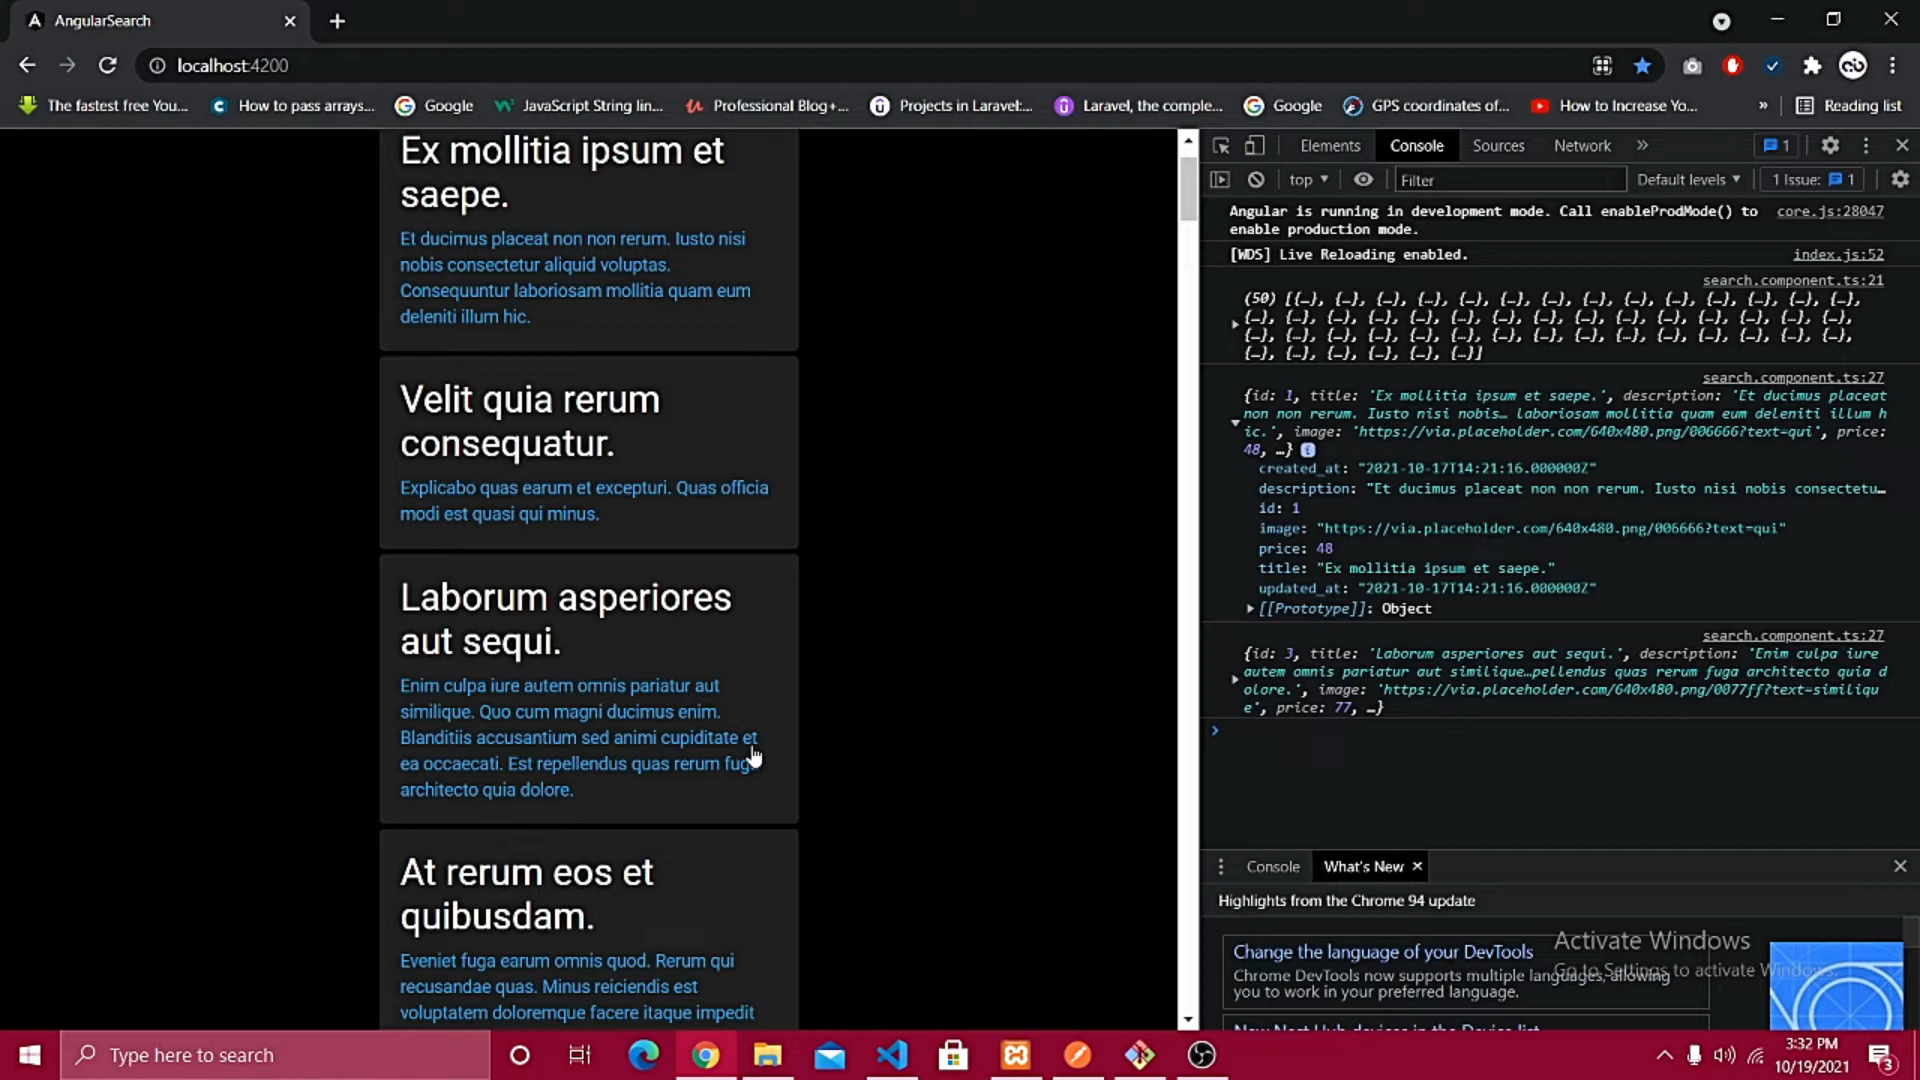 AngularSearch
localhost:4200
The fastest free You...
How to pass arrays...
Google
JavaScript String lin...
Professional Blog+...
Projects in Laravel:...
Laravel, the comple...
Google
GPS coordinates of...
How to Increase Yo...
»
Reading list
Ex mollitia ipsum et
saepe.
Et ducimus placeat non non rerum. Iusto nisi
nobis consectetur aliquid voluptas.
Consequuntur laboriosam mollitia quam eum
deleniti illum hic.
Velit quia rerum
consequatur.
Explicabo quas earum et excepturi. Quas officia
modi est quasi qui minus.
Laborum asperiores
aut sequi.
Enim culpa iure autem omnis pariatur aut
similique. Quo cum magni ducimus enim.
Blanditiis accusantium sed animi cupiditate et
ea occaecati. Est repellendus quas rerum fuga
architecto quia dolore.
At rerum eos et
quibusdam.
Eveniet fuga earum omnis quod. Rerum qui
recusandae quas. Minus reiciendis est
voluptatem doloremque facere itaque impedit
Elements Console Sources Network » 1
top Filter Default levels 1 Issue: 1
Angular is running in development mode. Call enableProdMode() to core.js:28047
enable production mode.
[WDS] Live Reloading enabled. index.js:52
search.component.ts:21
(50) [{…}, {…}, {…}, {…}, {…}, {…}, {…}, {…}, {…}, {…}, {…}, {…}, {…}, {…},
{…}, {…}, {…}, {…}, {…}, {…}, {…}, {…}, {…}, {…}, {…}, {…}, {…}, {…}, {…},
{…}, {…}, {…}, {…}, {…}, {…}, {…}, {…}, {…}, {…}, {…}, {…}, {…}, {…}, {…},
{…}, {…}, {…}, {…}, {…}, {…}]
search.component.ts:27
{id: 1, title: 'Ex mollitia ipsum et saepe.', description: 'Et ducimus placeat
non non rerum. Iusto nisi nobis… laboriosam mollitia quam eum deleniti illum h
ic.', image: 'https://via.placeholder.com/640x480.png/006666?text=qui', price:
48, …}
created_at: "2021-10-17T14:21:16.000000Z"
description: "Et ducimus placeat non non rerum. Iusto nisi nobis consectetu…
id: 1
image: "https://via.placeholder.com/640x480.png/006666?text=qui"
price: 48
title: "Ex mollitia ipsum et saepe."
updated_at: "2021-10-17T14:21:16.000000Z"
[[Prototype]]: Object
search.component.ts:27
{id: 3, title: 'Laborum asperiores aut sequi.', description: 'Enim culpa iure
autem omnis pariatur aut similique…pellendus quas rerum fuga architecto quia d
olore.', image: 'https://via.placeholder.com/640x480.png/0077ff?text=similiqu
e', price: 77, …}
Console What's New
Highlights from the Chrome 94 update
Change the language of your DevTools
Chrome DevTools now supports multiple languages, allowing
you to work in your preferred language.
New Nest Hub devices in the Device list
Activate Windows
Go to Settings to activate Windows.
Type here to search
3:32 PM
10/19/2021
3